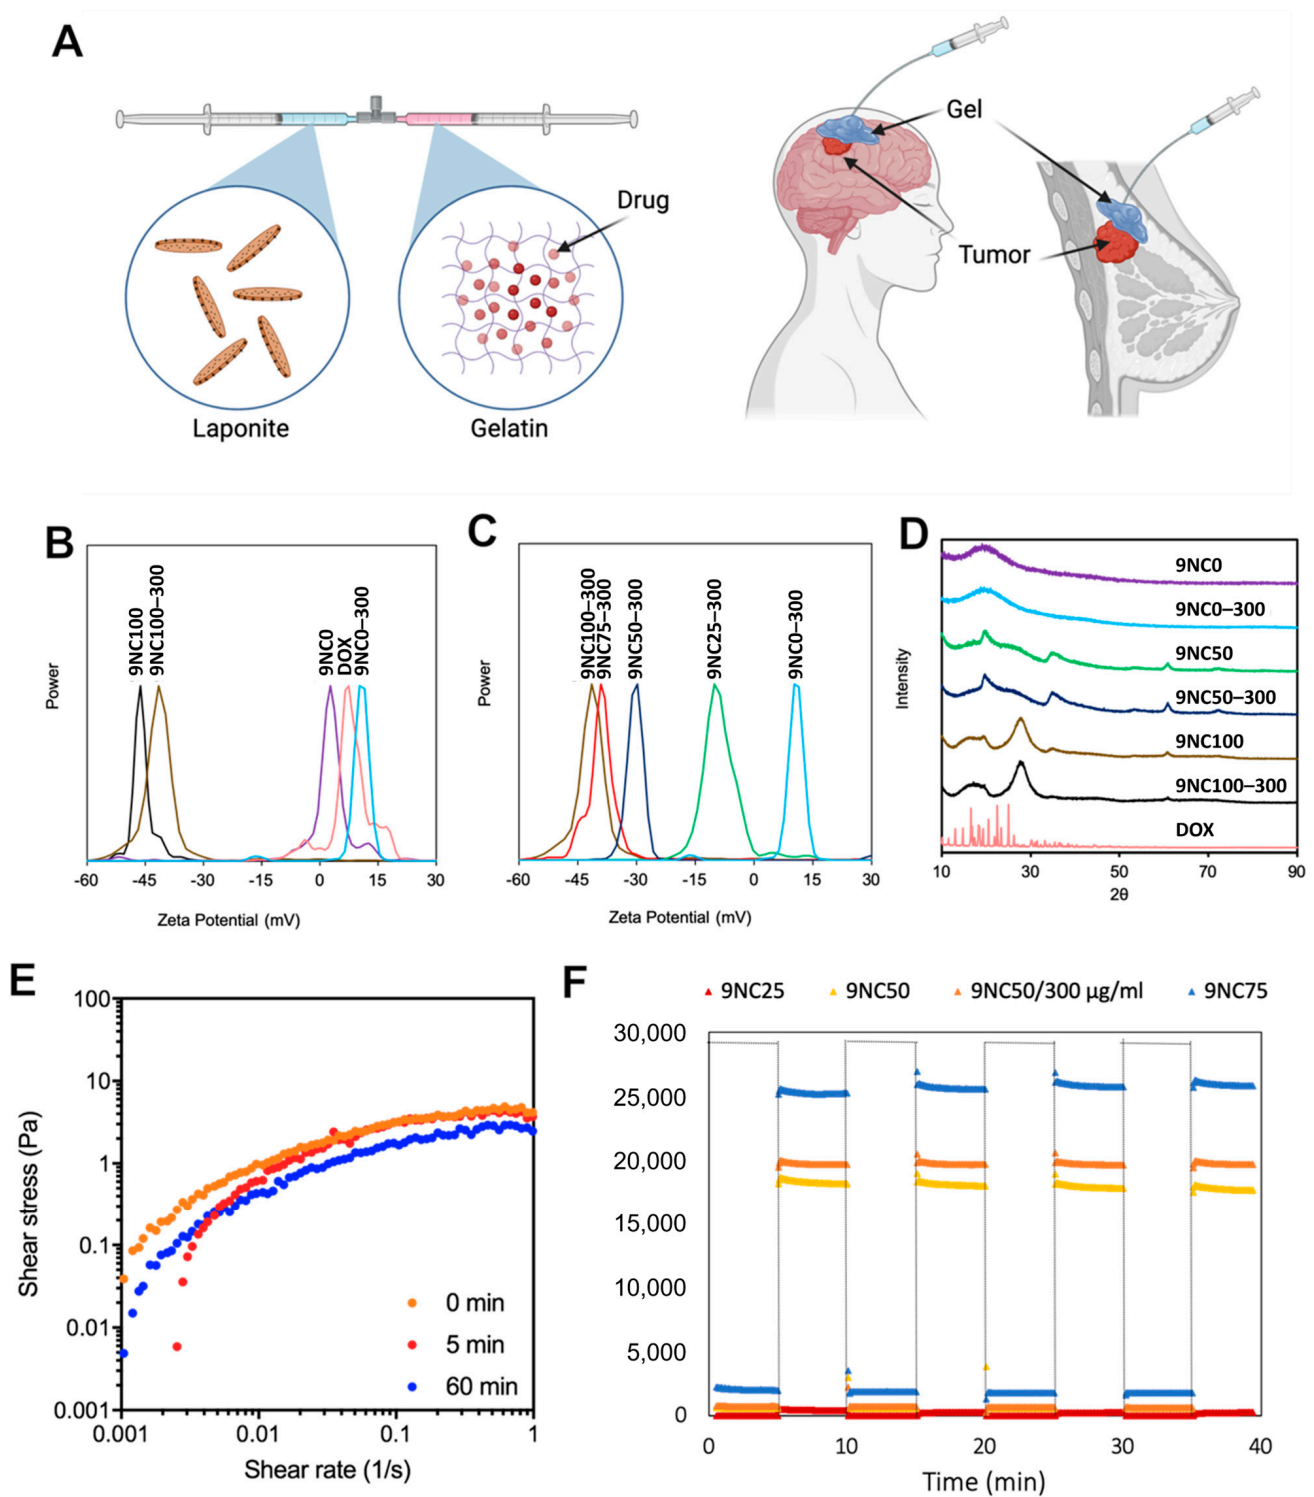 A
Gel
Drug
Tumor
Laponite
Gelatin
B
9NC100
9NC100–300
9NC0
DOX
9NC0–300
Power
-60 -45 -30 -15 0 15 30
Zeta Potential (mV)
C
9NC100–300
9NC75–300
9NC50–300
9NC25–300
9NC0–300
Power
-60 -45 -30 -15 0 15 30
Zeta Potential (mV)
D
9NC0
9NC0–300
9NC50
9NC50–300
9NC100
9NC100–300
DOX
Intensity
10 30 50 70 90
2θ
E
100
10
1
0.1
0.01
0.001
Shear stress (Pa)
0 min
5 min
60 min
0.001 0.01 0.1 1
Shear rate (1/s)
F
9NC25 9NC50 9NC50/300 µg/ml 9NC75
30,000
25,000
20,000
15,000
10,000
5,000
0
0 10 20 30 40
Time (min)